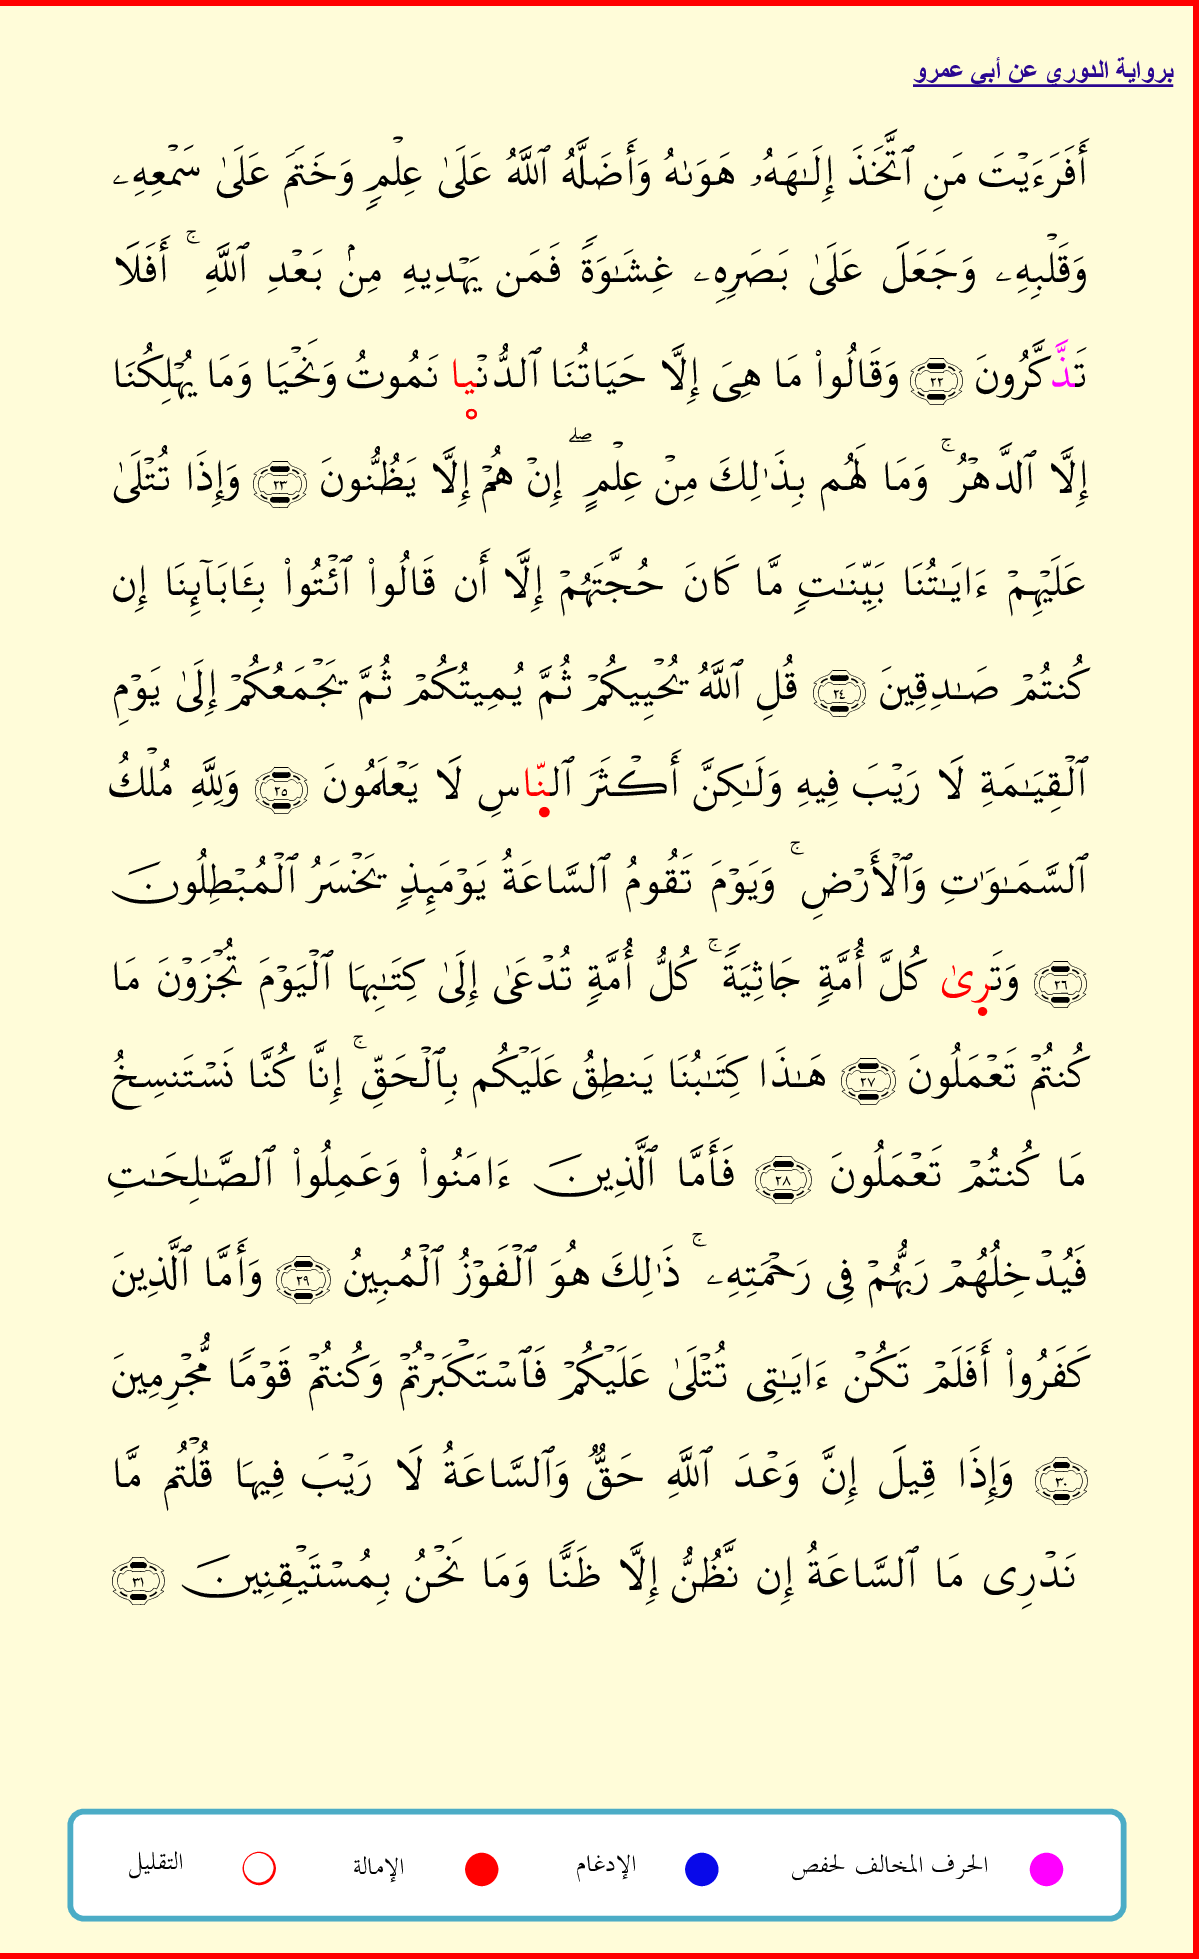 برواية الدوري عن أبي عمرو
أَفَرَءَيۡتَ مَنِ ٱتَّخَذَ إِلَٰهَهُۥ هَوَىٰهُ وَأَضَلَّهُ ٱللَّهُ عَلَىٰ عِلۡمٖ وَخَتَمَ عَلَىٰ سَمۡعِهِۦ
وَقَلۡبِهِۦ وَجَعَلَ عَلَىٰ بَصَرِهِۦ غِشَٰوَةٗ فَمَن يَهۡدِيهِ مِنۢ بَعۡدِ ٱللَّهِۚ أَفَلَا
تَذَّكَّرُونَ ٢٢ وَقَالُواْ مَا هِيَ إِلَّا حَيَاتُنَا ٱلدُّنۡيا نَمُوتُ وَنَحۡيَا وَمَا يُهۡلِكُنَا
إِلَّا ٱلدَّهۡرُۚ وَمَا لَهُم بِذَٰلِكَ مِنۡ عِلۡمٍۖ إِنۡ هُمۡ إِلَّا يَظُنُّونَ ٢٣ وَإِذَا تُتۡلَىٰ
عَلَيۡهِمۡ ءَايَٰتُنَا بَيِّنَٰتٖ مَّا كَانَ حُجَّتَهُمۡ إِلَّا أَن قَالُواْ ٱئۡتُواْ بِـَٔابَآئِنَا إِن
كُنتُمۡ صَٰدِقِينَ ٢٤ قُلِ ٱللَّهُ يُحۡيِيكُمۡ ثُمَّ يُمِيتُكُمۡ ثُمَّ يَجۡمَعُكُمۡ إِلَىٰ يَوۡمِ
ٱلۡقِيَٰمَةِ لَا رَيۡبَ فِيهِ وَلَٰكِنَّ أَكۡثَرَ ٱلنِّاسِ لَا يَعۡلَمُونَ ٢٥ وَلِلَّهِ مُلۡكُ
ٱلسَّمَٰوَٰتِ وَٱلۡأَرۡضِۚ وَيَوۡمَ تَقُومُ ٱلسَّاعَةُ يَوۡمَئِذٖ يَخۡسَرُ ٱلۡمُبۡطِلُونَ
٢٦ وَتَرِىٰ كُلَّ أُمَّةٖ جَاثِيَةٗۚ كُلُّ أُمَّةٖ تُدۡعَىٰ إِلَىٰ كِتَٰبِهَا ٱلۡيَوۡمَ تُجۡزَوۡنَ مَا
كُنتُمۡ تَعۡمَلُونَ ٢٧ هَٰذَا كِتَٰبُنَا يَنطِقُ عَلَيۡكُم بِٱلۡحَقِّۚ إِنَّا كُنَّا نَسۡتَنسِخُ
مَا كُنتُمۡ تَعۡمَلُونَ ٢٨ فَأَمَّا ٱلَّذِينَ ءَامَنُواْ وَعَمِلُواْ ٱلصَّٰلِحَٰتِ
فَيُدۡخِلُهُمۡ رَبُّهُمۡ فِي رَحۡمَتِهِۦۚ ذَٰلِكَ هُوَ ٱلۡفَوۡزُ ٱلۡمُبِينُ ٢٩ وَأَمَّا ٱلَّذِينَ
كَفَرُواْ أَفَلَمۡ تَكُنۡ ءَايَٰتِي تُتۡلَىٰ عَلَيۡكُمۡ فَٱسۡتَكۡبَرۡتُمۡ وَكُنتُمۡ قَوۡمٗا مُّجۡرِمِينَ
٣٠ وَإِذَا قِيلَ إِنَّ وَعۡدَ ٱللَّهِ حَقّٞ وَٱلسَّاعَةُ لَا رَيۡبَ فِيهَا قُلۡتُم مَّا
نَدۡرِي مَا ٱلسَّاعَةُ إِن نَّظُنُّ إِلَّا ظَنّٗا وَمَا نَحۡنُ بِمُسۡتَيۡقِنِينَ ٣١
الحرف المخالف لحفص الإدغام الإمالة التقليل